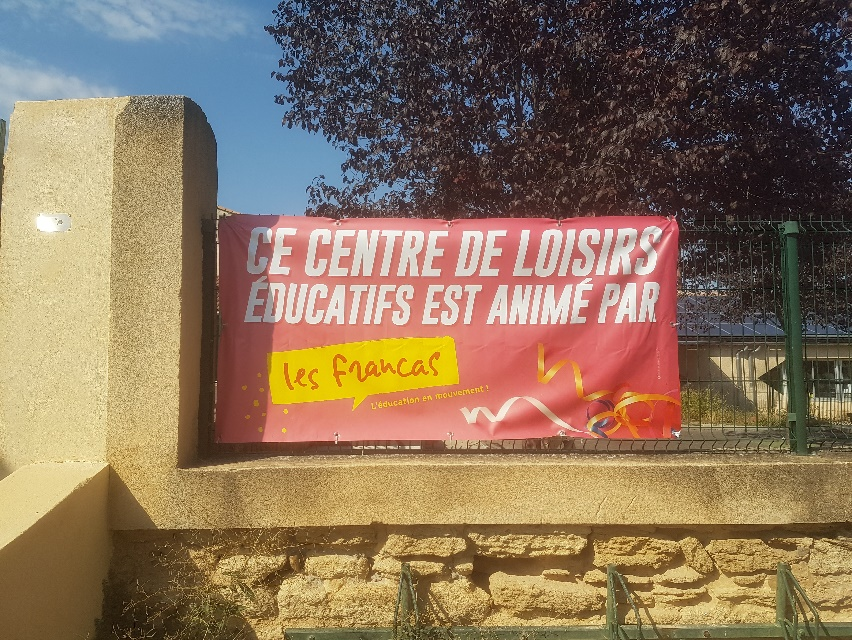 CE CENTRE DE LOISIRS
ÉDUCATIFS EST ANIMÉ PAR
les francas
L'éducation en mouvement !